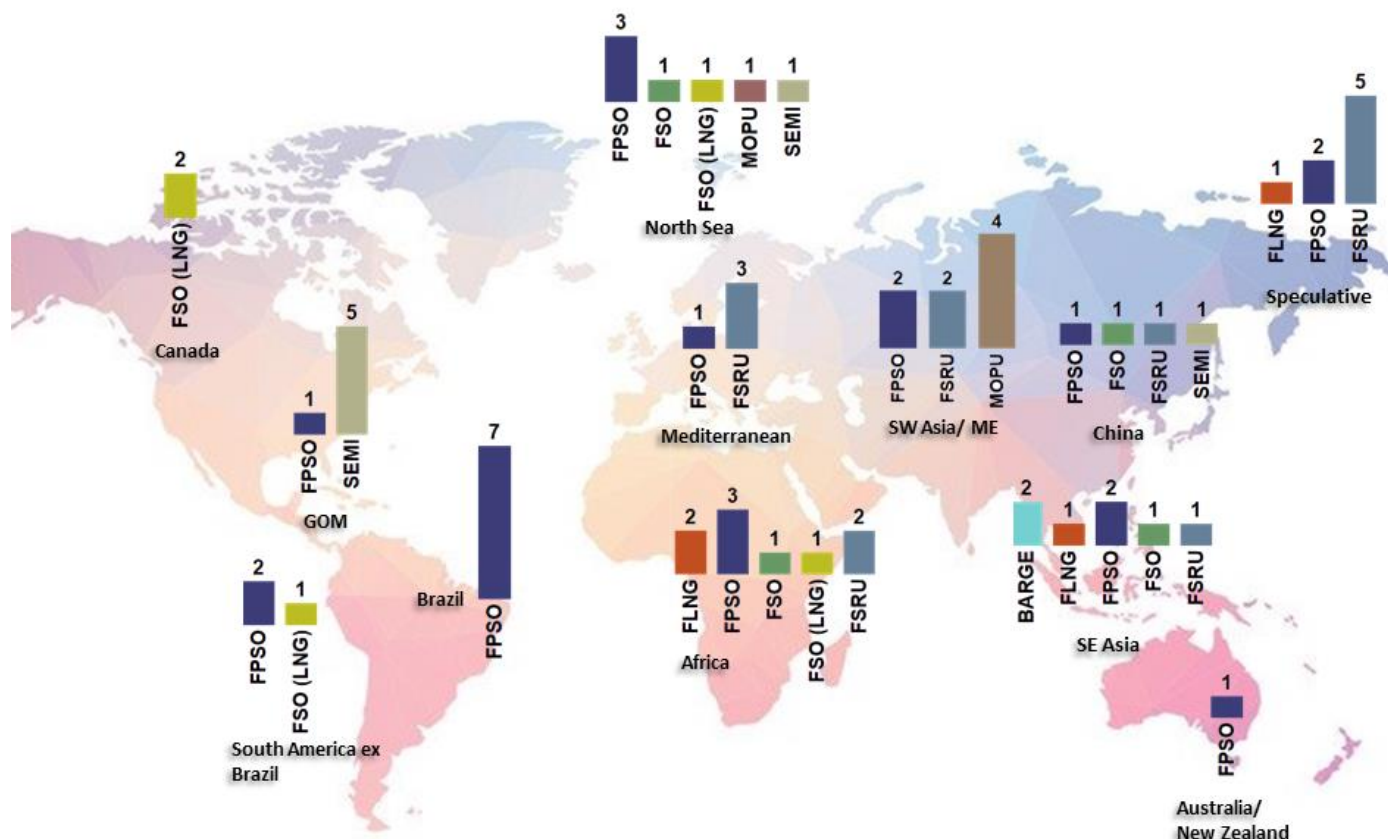 3
1
1
1
1
FPSO
FSO
FSO (LNG)
MOPU
SEMI
North Sea
1
2
5
FLNG
FPSO
FSRU
Speculative
2
FSO (LNG)
Canada
1
5
FPSO
SEMI
GOM
1
3
FPSO
FSRU
Mediterranean
2
2
4
FPSO
FSRU
MOPU
SW Asia/ ME
1
1
1
1
FPSO
FSO
FSRU
SEMI
China
7
FPSO
Brazil
2
1
FPSO
FSO (LNG)
South America ex
Brazil
2
3
1
1
2
FLNG
FPSO
FSO
FSO (LNG)
FSRU
Africa
2
1
2
1
1
BARGE
FLNG
FPSO
FSO
FSRU
SE Asia
1
FPSO
Australia/
New Zealand